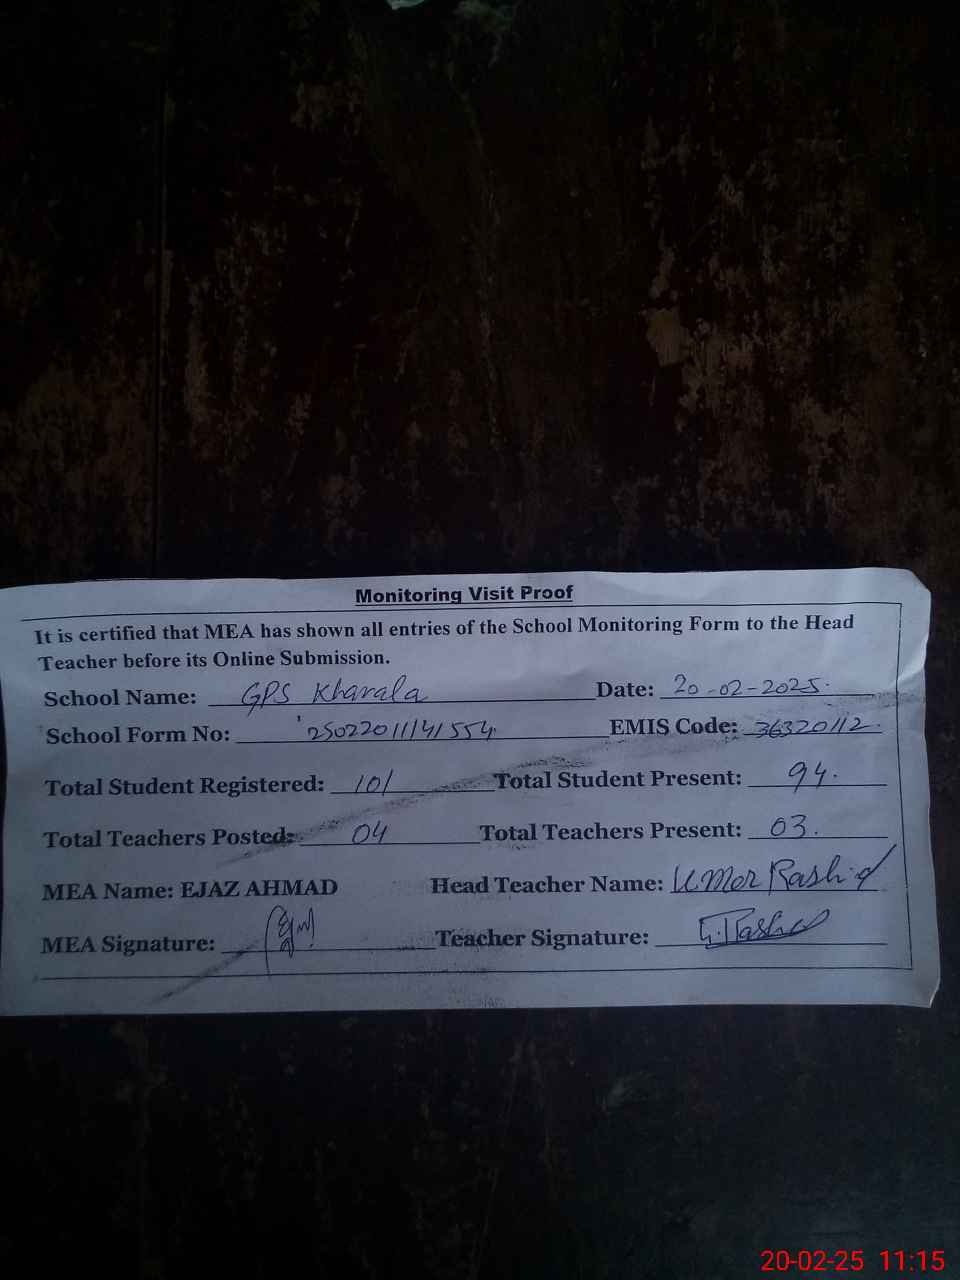 Monitoring Visit Proof
It is certified that MEA has shown all entries of the School Monitoring Form to the Head
Teacher before its Online Submission.
School Name: GPS Kharala Date: 20-02-2025.
School Form No: 25022011141554 EMIS Code: 36320112.
Total Student Registered: 101 Total Student Present: 94.
Total Teachers Posted: 04 Total Teachers Present: 03.
MEA Name: EJAZ AHMAD Head Teacher Name: Umer Rashid
MEA Signature: Teacher Signature: U.Rashid
20-02-25 11:15